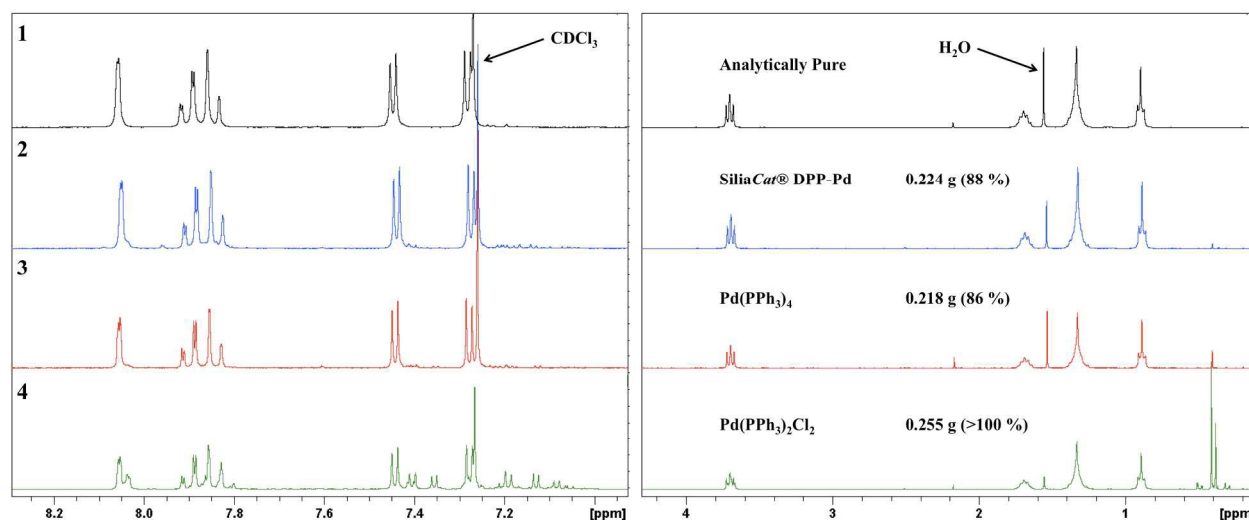 1
CDCl3
2
3
4
8.2 8.0 7.8 7.6 7.4 7.2 [ppm]
H2O
Analytically Pure
SiliaCat® DPP-Pd 0.224 g (88 %)
Pd(PPh3)4 0.218 g (86 %)
Pd(PPh3)2Cl2 0.255 g (>100 %)
4 3 2 1 [ppm]